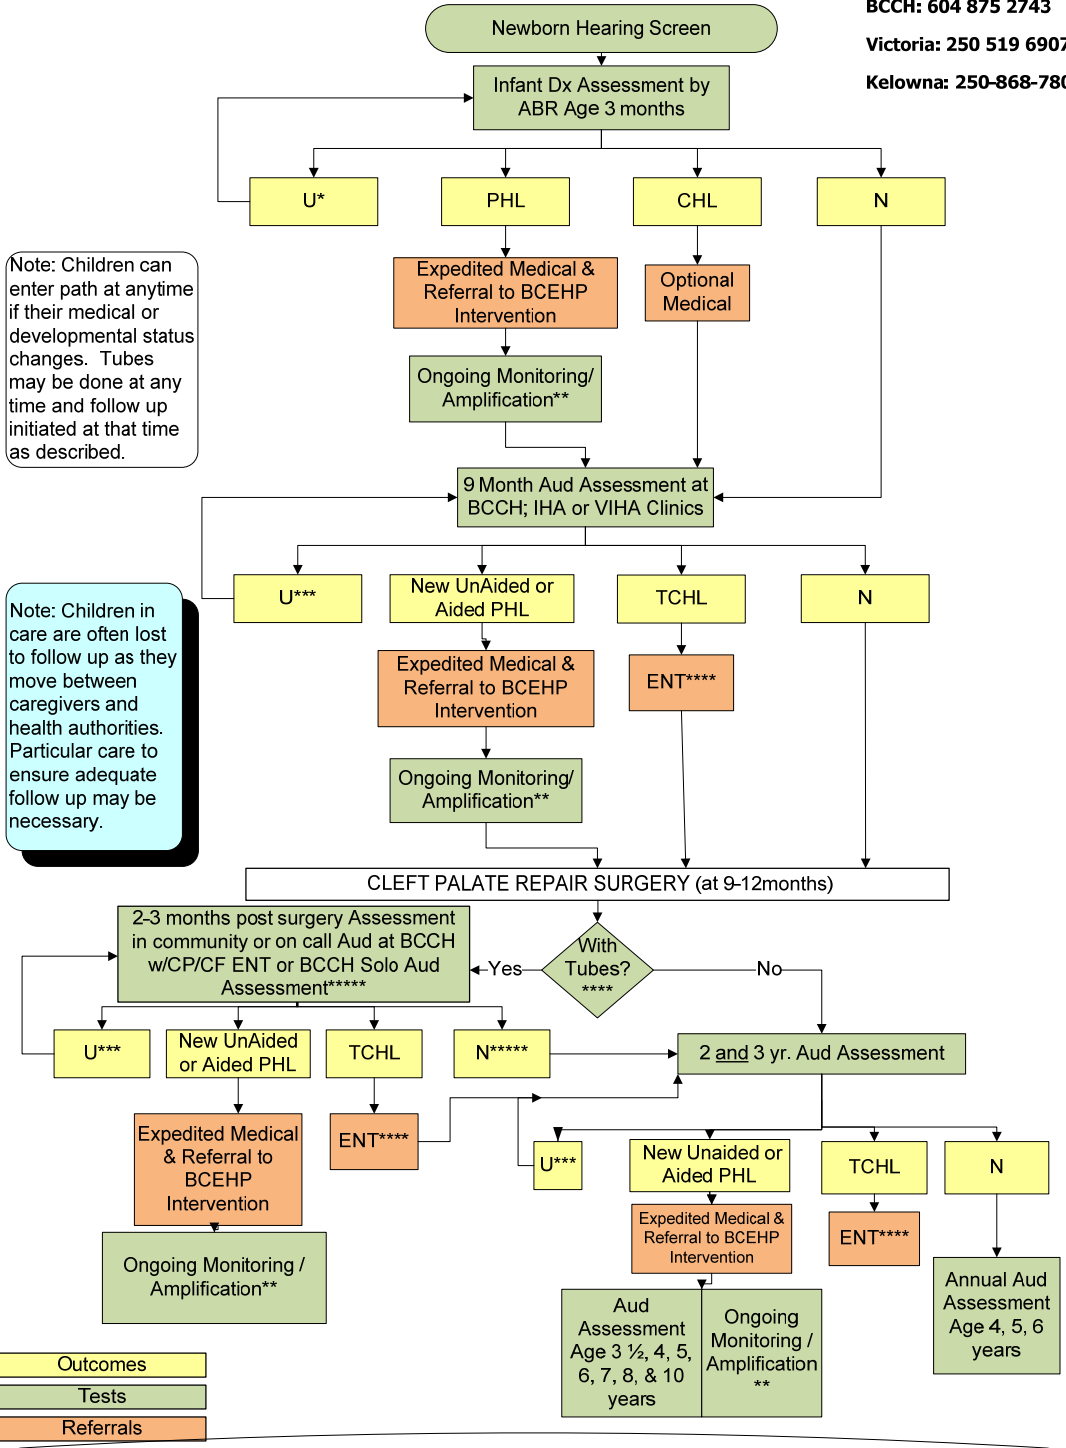 BCCH: 604 875 2743
Victoria: 250 519 6907
Kelowna: 250-868-780
Newborn Hearing Screen
Infant Dx Assessment by
ABR Age 3 months
U*
PHL
CHL
N
Note: Children can
enter path at anytime
if their medical or
developmental status
changes. Tubes
may be done at any
time and follow up
initiated at that time
as described.
Expedited Medical &
Referral to BCEHP
Intervention
Optional
Medical
Ongoing Monitoring/
Amplification**
9 Month Aud Assessment at
BCCH; IHA or VIHA Clinics
U***
New UnAided or
Aided PHL
TCHL
N
Note: Children in
care are often lost
to follow up as they
move between
caregivers and
health authorities.
Particular care to
ensure adequate
follow up may be
necessary.
Expedited Medical &
Referral to BCEHP
Intervention
ENT****
Ongoing Monitoring/
Amplification**
CLEFT PALATE REPAIR SURGERY (at 9-12months)
2-3 months post surgery Assessment
in community or on call Aud at BCCH
w/CP/CF ENT or BCCH Solo Aud
Assessment*****
Yes
With
Tubes?
****
No
U***
New UnAided
or Aided PHL
TCHL
N*****
2 and 3 yr. Aud Assessment
Expedited Medical
& Referral to
BCEHP
Intervention
ENT****
U***
New Unaided or
Aided PHL
TCHL
N
Expedited Medical &
Referral to BCEHP
Intervention
ENT****
Ongoing Monitoring /
Amplification**
Aud
Assessment
Age 3 ½, 4, 5,
6, 7, 8, & 10
years
Ongoing
Monitoring /
Amplification
**
Annual Aud
Assessment
Age 4, 5, 6
years
Outcomes
Tests
Referrals